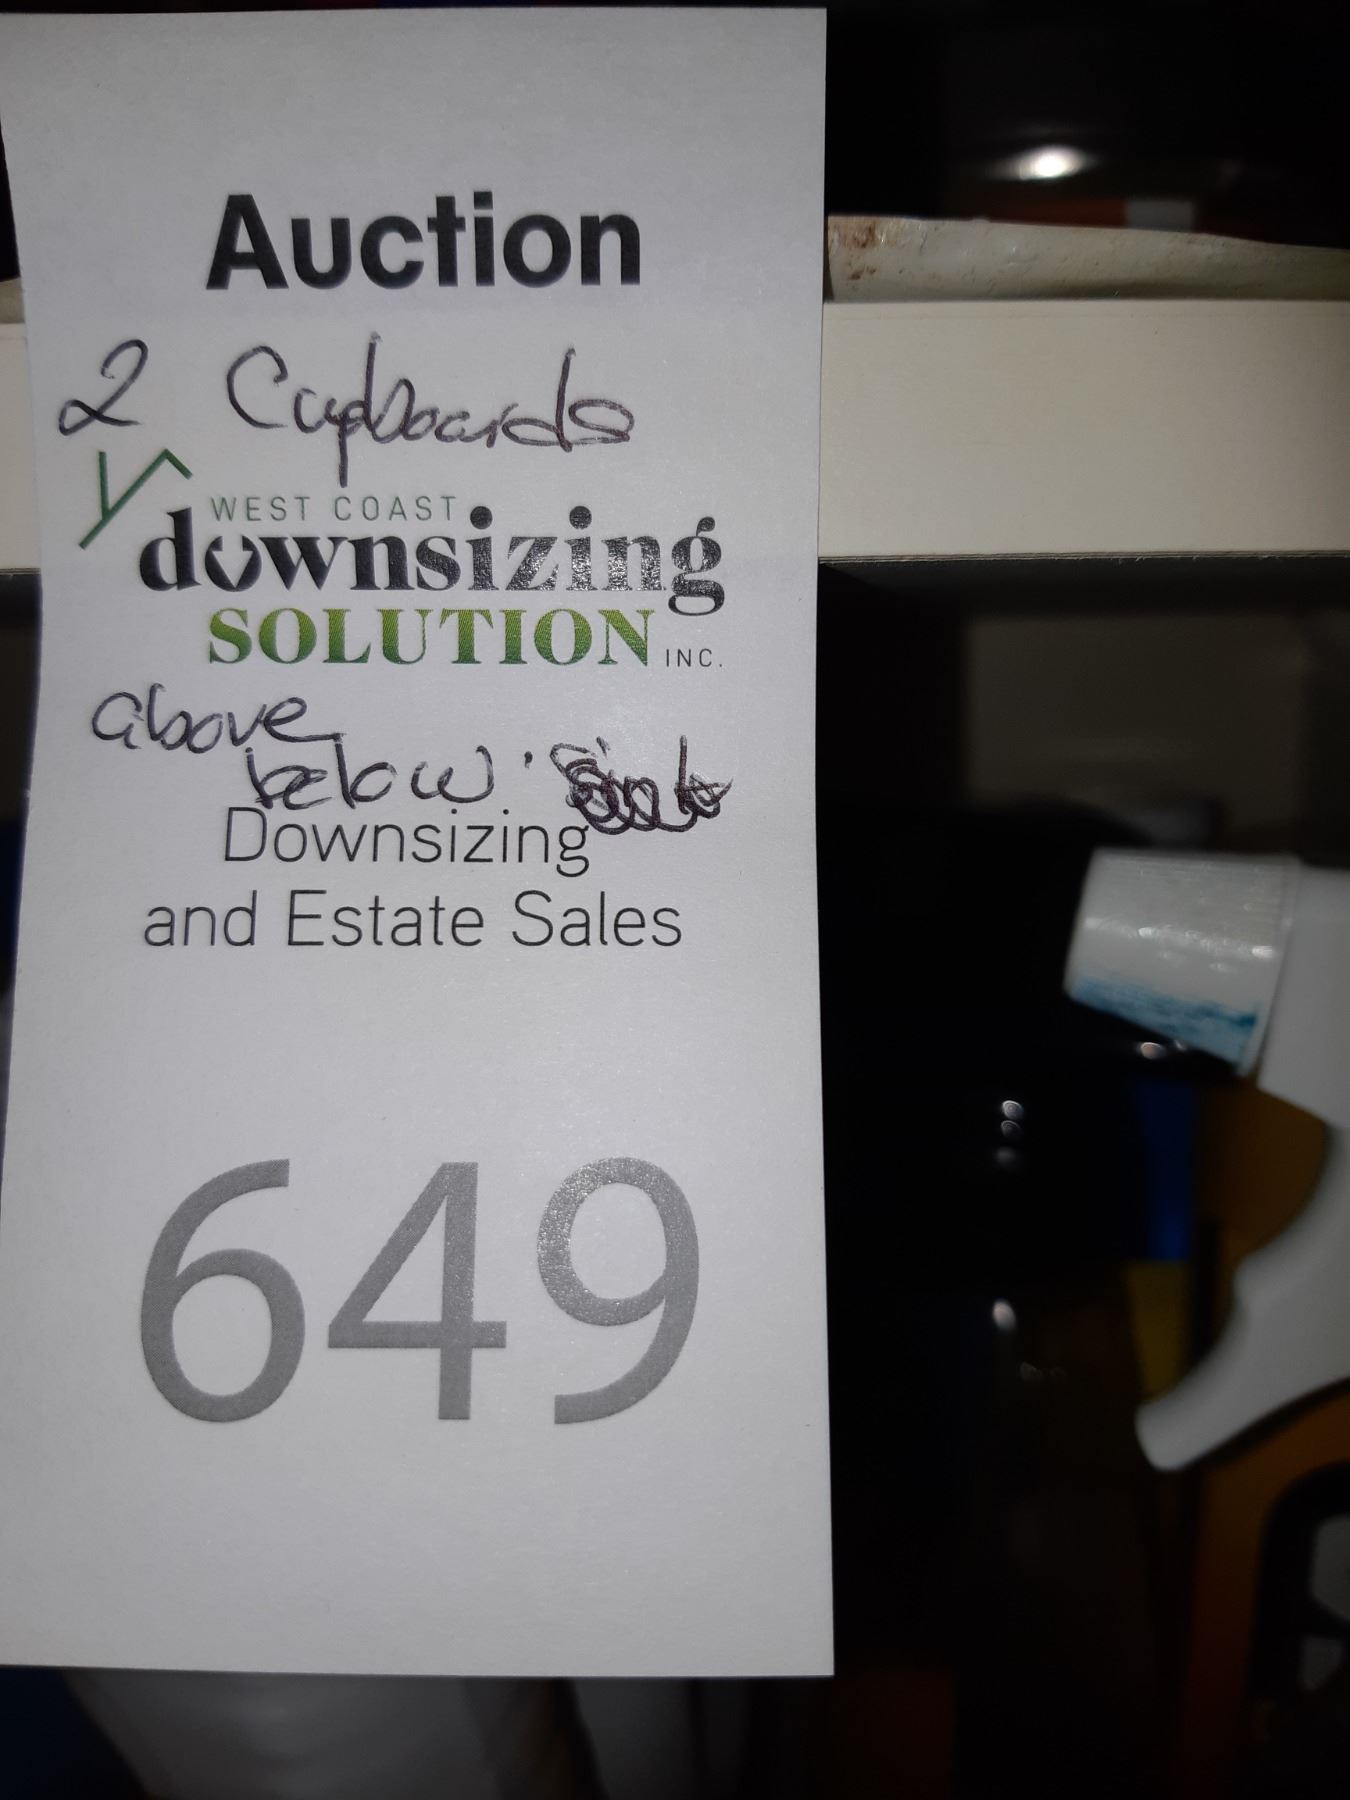 Auction
2 Cupboards
WEST COAST
downsizing
SOLUTION INC.
above
below.
Downsizing
and Estate Sales
649